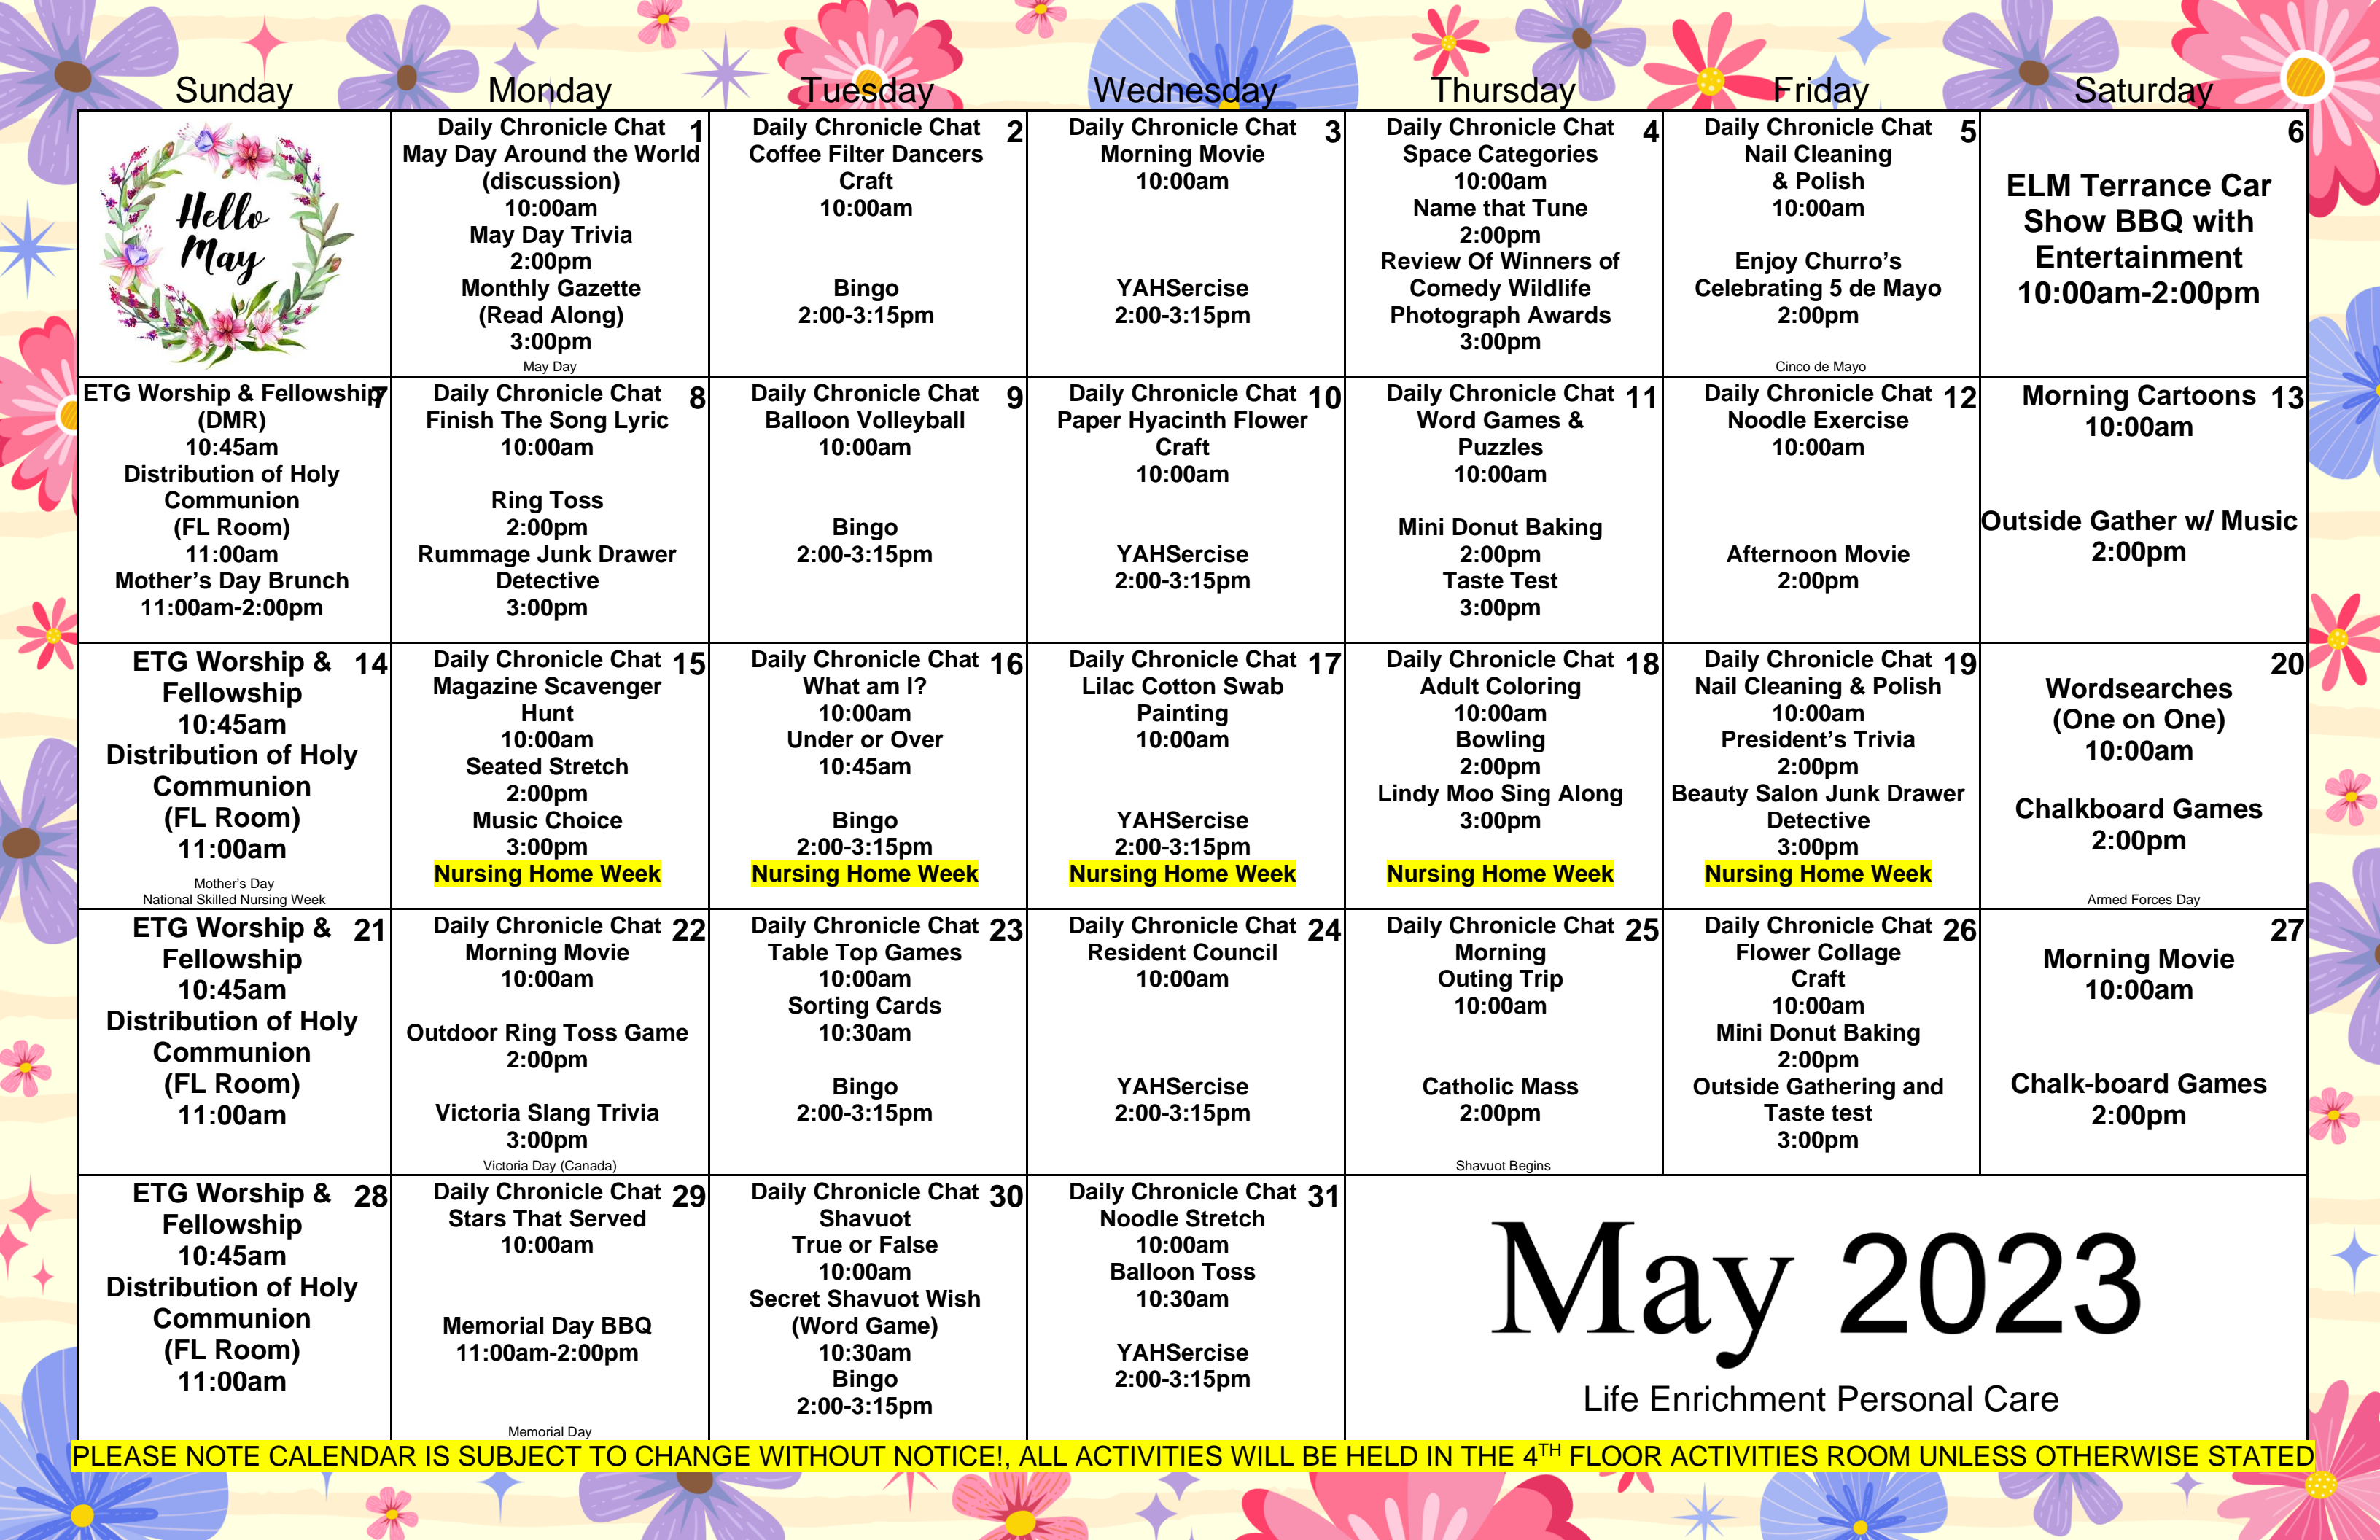 Sunday
Monday
Tuesday
Wednesday
Thursday
Friday
Saturday
Hello
May
Daily Chronicle Chat 1
May Day Around the World
(discussion)
10:00am
May Day Trivia
2:00pm
Monthly Gazette
(Read Along)
3:00pm
May Day
Daily Chronicle Chat 2
Coffee Filter Dancers
Craft
10:00am
Bingo
2:00-3:15pm
Daily Chronicle Chat 3
Morning Movie
10:00am
YAHSercise
2:00-3:15pm
Daily Chronicle Chat 4
Space Categories
10:00am
Name that Tune
2:00pm
Review Of Winners of
Comedy Wildlife
Photograph Awards
3:00pm
Daily Chronicle Chat 5
Nail Cleaning
& Polish
10:00am
Enjoy Churro’s
Celebrating 5 de Mayo
2:00pm
Cinco de Mayo
6
ELM Terrance Car
Show BBQ with
Entertainment
10:00am-2:00pm
ETG Worship & Fellowship 7
(DMR)
10:45am
Distribution of Holy
Communion
(FL Room)
11:00am
Mother’s Day Brunch
11:00am-2:00pm
Daily Chronicle Chat 8
Finish The Song Lyric
10:00am
Ring Toss
2:00pm
Rummage Junk Drawer
Detective
3:00pm
Daily Chronicle Chat 9
Balloon Volleyball
10:00am
Bingo
2:00-3:15pm
Daily Chronicle Chat 10
Paper Hyacinth Flower
Craft
10:00am
YAHSercise
2:00-3:15pm
Daily Chronicle Chat 11
Word Games &
Puzzles
10:00am
Mini Donut Baking
2:00pm
Taste Test
3:00pm
Daily Chronicle Chat 12
Noodle Exercise
10:00am
Afternoon Movie
2:00pm
Morning Cartoons 13
10:00am
Outside Gather w/ Music
2:00pm
ETG Worship & 14
Fellowship
10:45am
Distribution of Holy
Communion
(FL Room)
11:00am
Mother's Day
National Skilled Nursing Week
Daily Chronicle Chat 15
Magazine Scavenger
Hunt
10:00am
Seated Stretch
2:00pm
Music Choice
3:00pm
Nursing Home Week
Daily Chronicle Chat 16
What am I?
10:00am
Under or Over
10:45am
Bingo
2:00-3:15pm
Nursing Home Week
Daily Chronicle Chat 17
Lilac Cotton Swab
Painting
10:00am
YAHSercise
2:00-3:15pm
Nursing Home Week
Daily Chronicle Chat 18
Adult Coloring
10:00am
Bowling
2:00pm
Lindy Moo Sing Along
3:00pm
Nursing Home Week
Daily Chronicle Chat 19
Nail Cleaning & Polish
10:00am
President’s Trivia
2:00pm
Beauty Salon Junk Drawer
Detective
3:00pm
Nursing Home Week
20
Wordsearches
(One on One)
10:00am
Chalkboard Games
2:00pm
Armed Forces Day
ETG Worship & 21
Fellowship
10:45am
Distribution of Holy
Communion
(FL Room)
11:00am
Daily Chronicle Chat 22
Morning Movie
10:00am
Outdoor Ring Toss Game
2:00pm
Victoria Slang Trivia
3:00pm
Victoria Day (Canada)
Daily Chronicle Chat 23
Table Top Games
10:00am
Sorting Cards
10:30am
Bingo
2:00-3:15pm
Daily Chronicle Chat 24
Resident Council
10:00am
YAHSercise
2:00-3:15pm
Daily Chronicle Chat 25
Morning
Outing Trip
10:00am
Catholic Mass
2:00pm
Shavuot Begins
Daily Chronicle Chat 26
Flower Collage
Craft
10:00am
Mini Donut Baking
2:00pm
Outside Gathering and
Taste test
3:00pm
27
Morning Movie
10:00am
Chalk-board Games
2:00pm
ETG Worship & 28
Fellowship
10:45am
Distribution of Holy
Communion
(FL Room)
11:00am
Daily Chronicle Chat 29
Stars That Served
10:00am
Memorial Day BBQ
11:00am-2:00pm
Memorial Day
Daily Chronicle Chat 30
Shavuot
True or False
10:00am
Secret Shavuot Wish
(Word Game)
10:30am
Bingo
2:00-3:15pm
Daily Chronicle Chat 31
Noodle Stretch
10:00am
Balloon Toss
10:30am
YAHSercise
2:00-3:15pm
May 2023
Life Enrichment Personal Care
PLEASE NOTE CALENDAR IS SUBJECT TO CHANGE WITHOUT NOTICE!, ALL ACTIVITIES WILL BE HELD IN THE 4TH FLOOR ACTIVITIES ROOM UNLESS OTHERWISE STATED